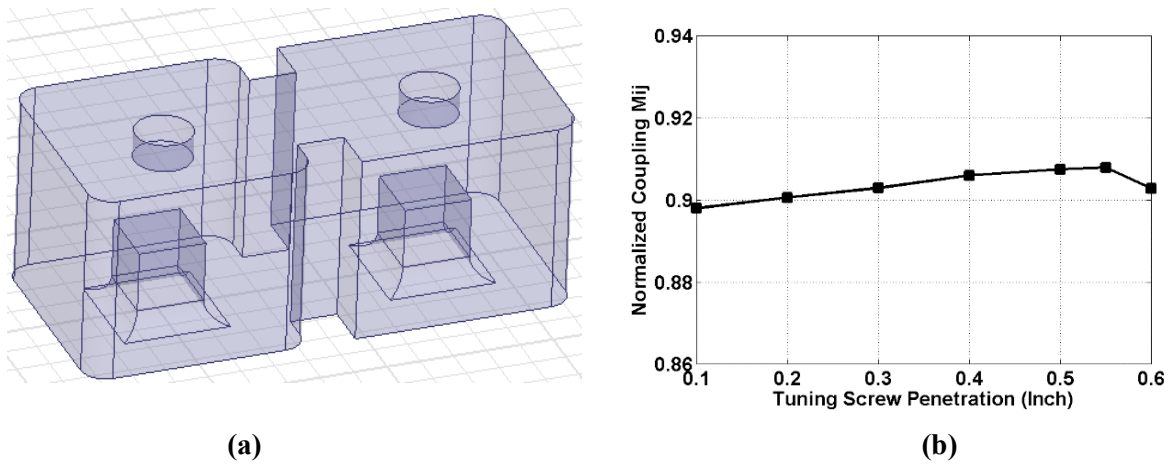 0.94
0.92
0.9
0.88
0.86
Normalized Coupling Mij
0.1 0.2 0.3 0.4 0.5 0.6
Tuning Screw Penetration (Inch)
(a) (b)